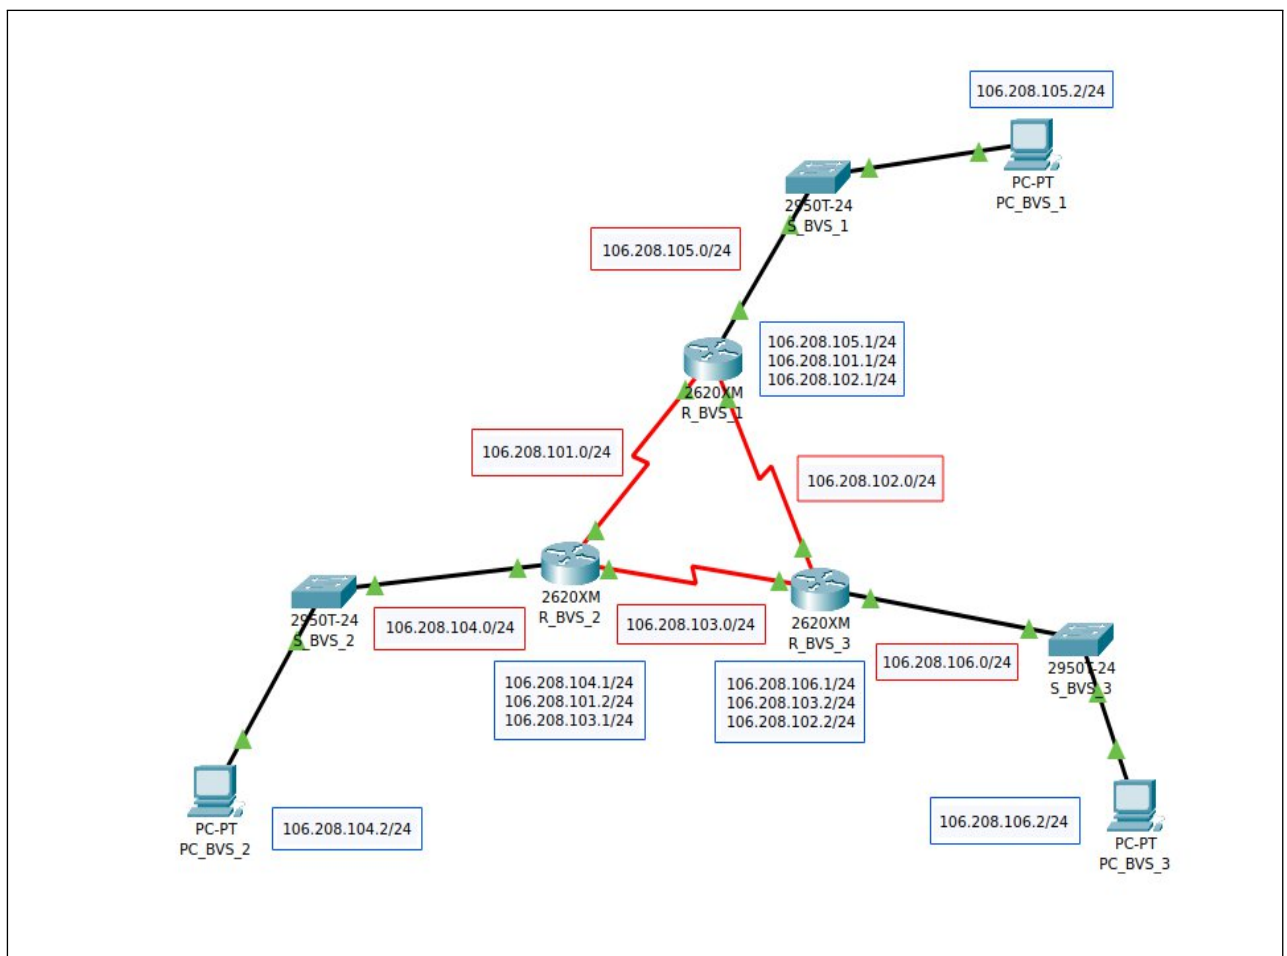 106.208.105.2/24
PC-PT
PC_BVS_1
2950T-24
S_BVS_1
106.208.105.0/24
106.208.105.1/24
106.208.101.1/24
106.208.102.1/24
2620XM
R_BVS_1
106.208.101.0/24
106.208.102.0/24
2950T-24
S_BVS_2
106.208.104.0/24
2620XM
R_BVS_2
106.208.103.0/24
2620XM
R_BVS_3
106.208.106.0/24
2950T-24
S_BVS_3
106.208.104.1/24
106.208.101.2/24
106.208.103.1/24
106.208.106.1/24
106.208.103.2/24
106.208.102.2/24
PC-PT
PC_BVS_2
106.208.104.2/24
106.208.106.2/24
PC-PT
PC_BVS_3